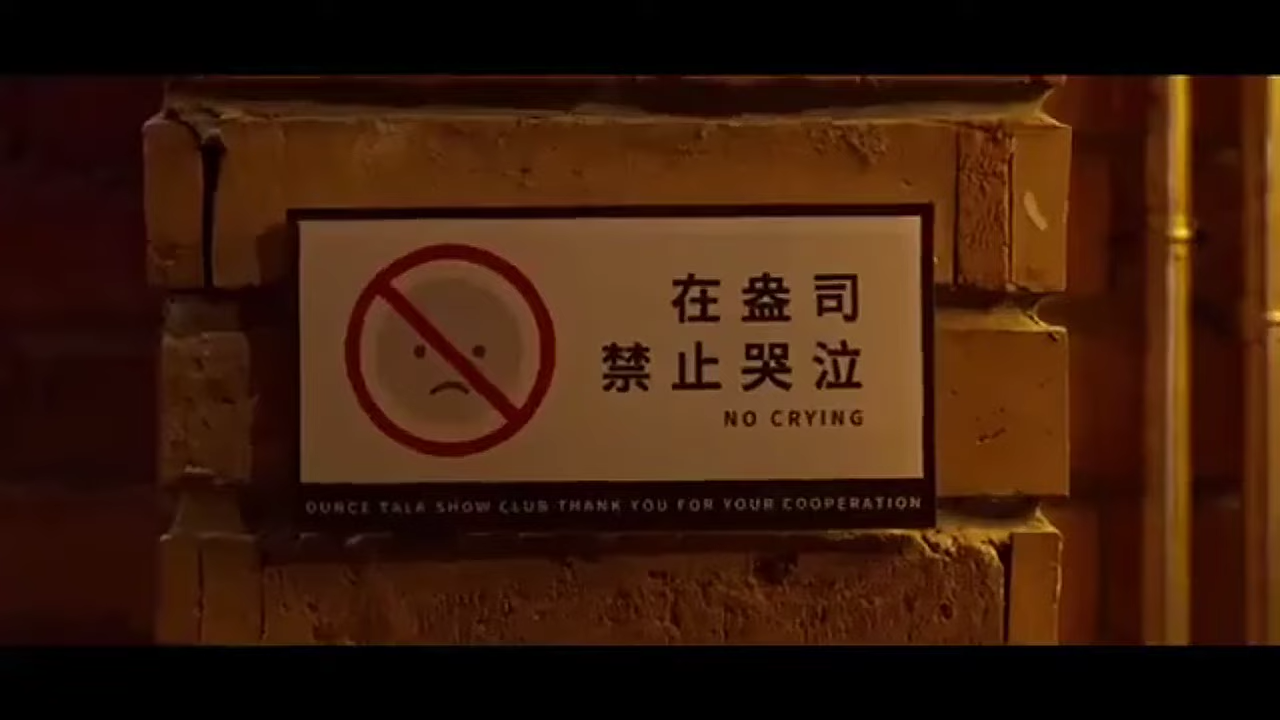 在盎司
禁止哭泣
NO CRYING
OUNCE TALK SHOW CLUB THANK YOU FOR YOUR COOPERATION